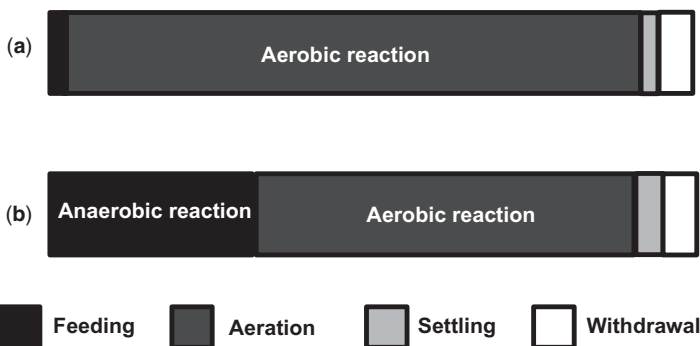 (a)
Aerobic reaction
(b)
Anaerobic reaction
Aerobic reaction
Feeding
Aeration
Settling
Withdrawal